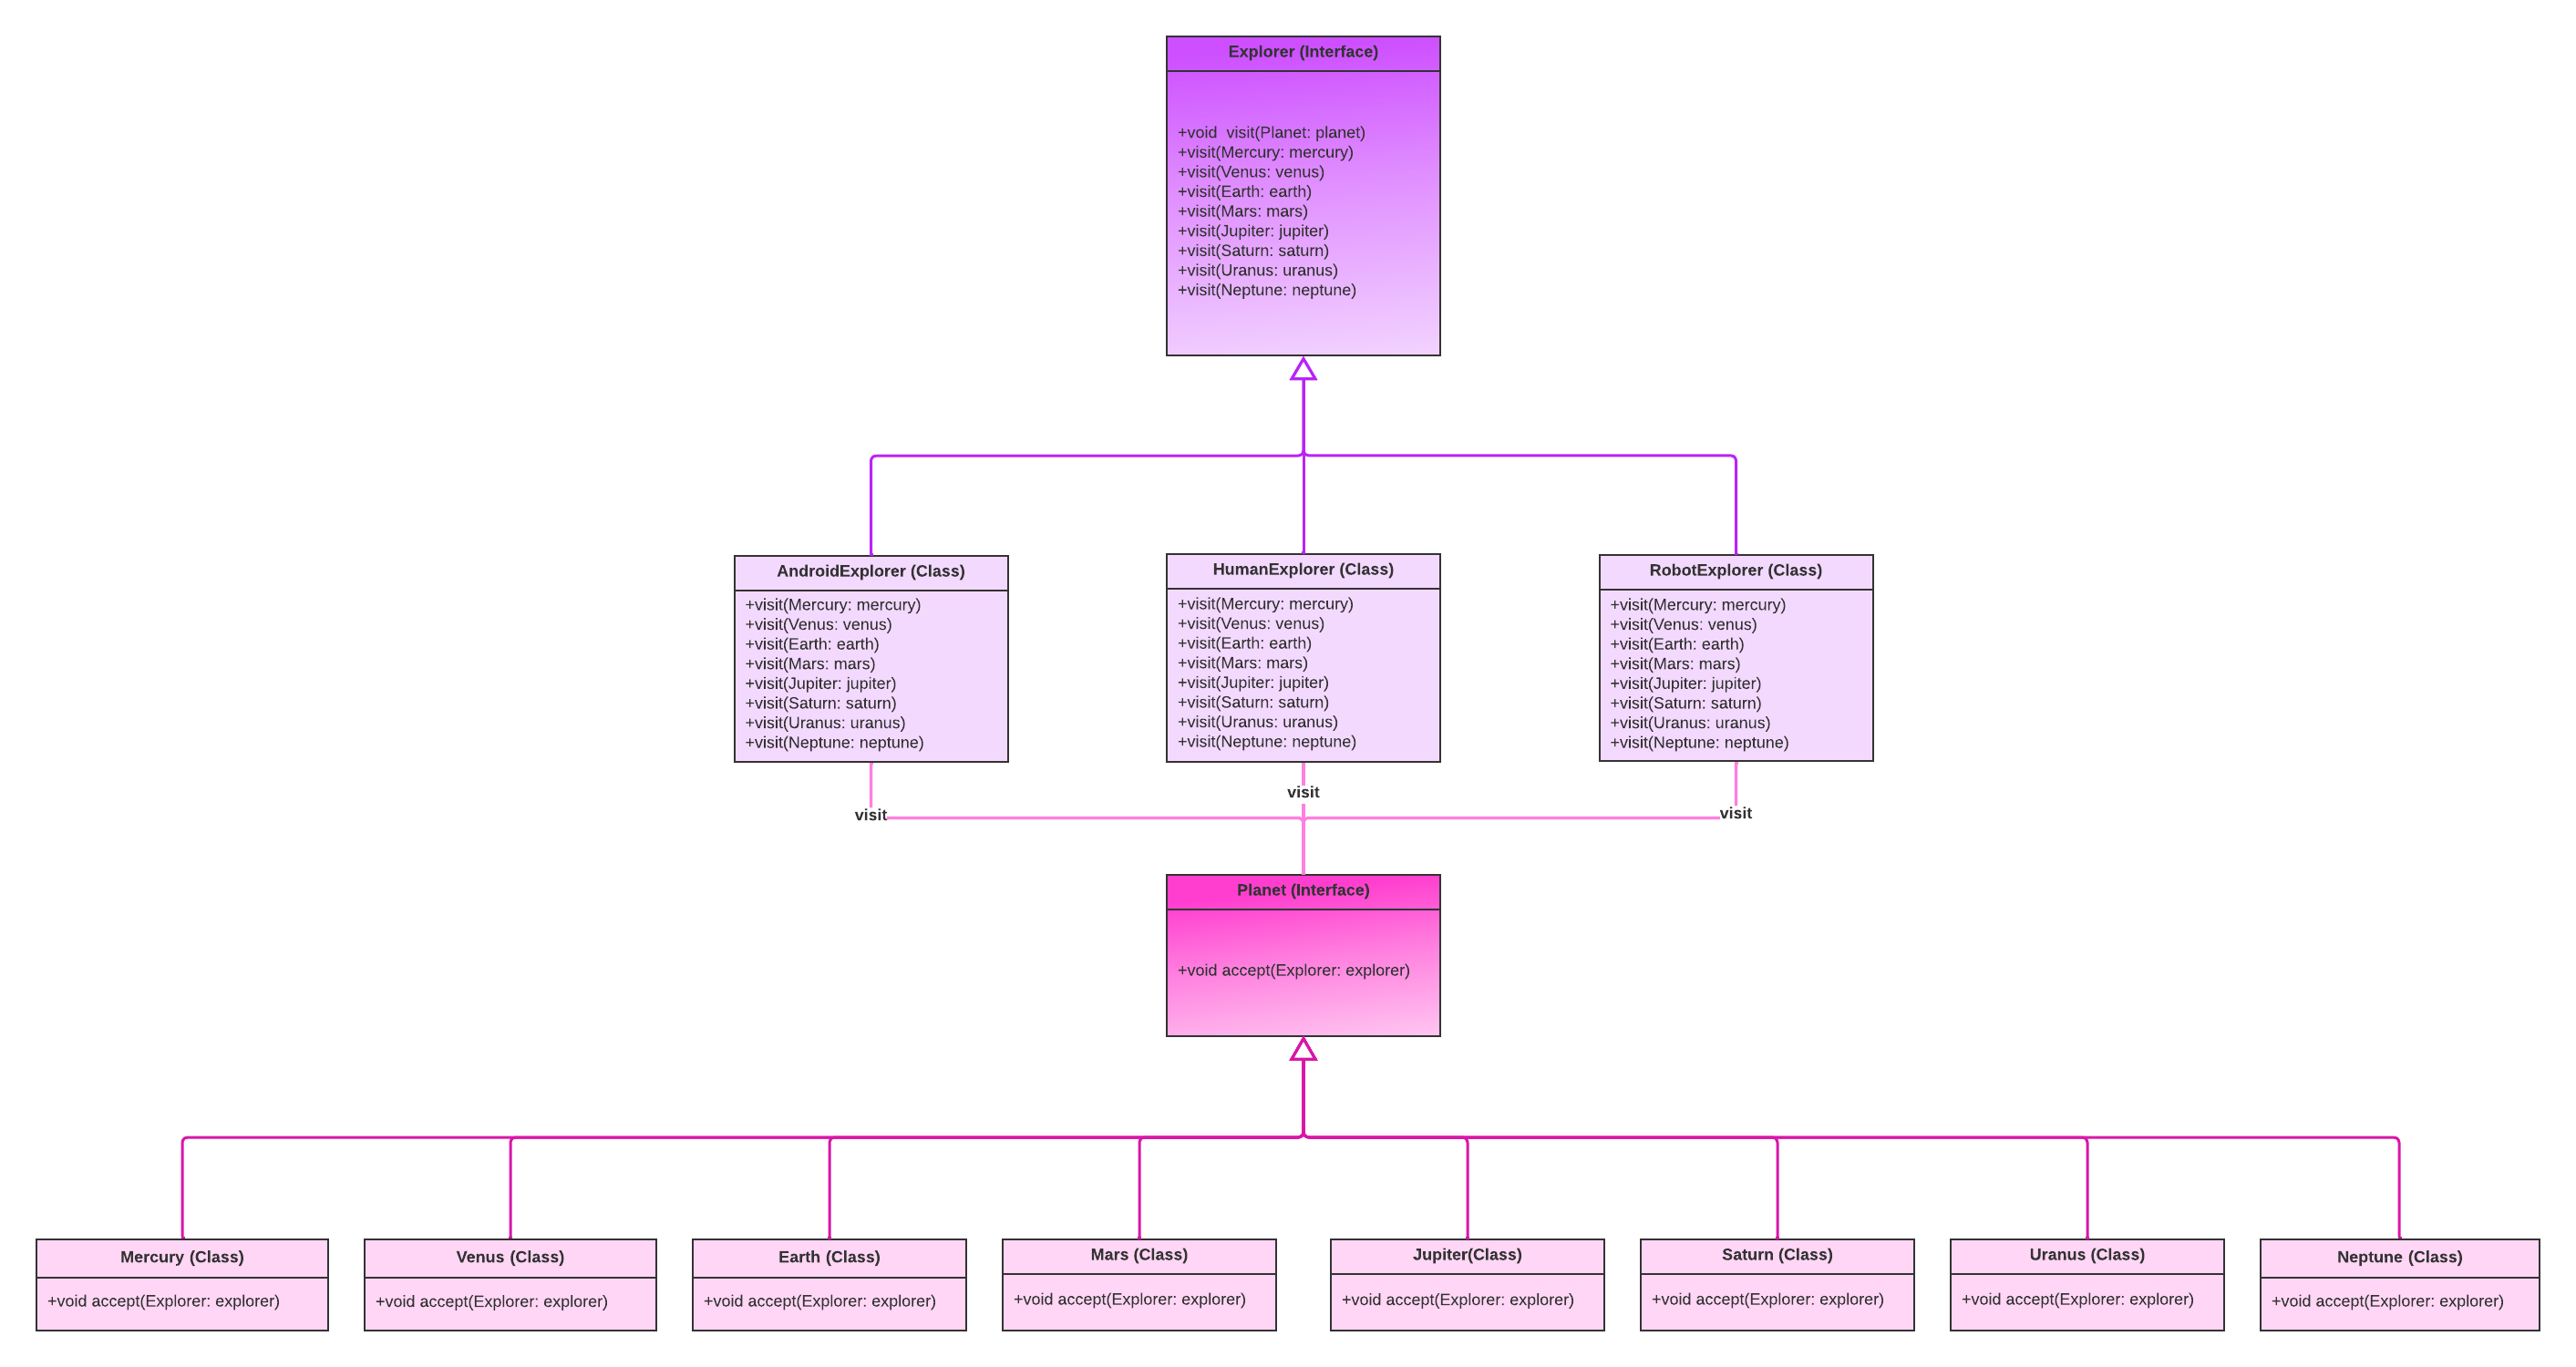 Explorer (Interface)
+void  visit(Planet: planet)
+visit(Mercury: mercury)
+visit(Venus: venus)
+visit(Earth: earth)
+visit(Mars: mars)
+visit(Jupiter: jupiter)
+visit(Saturn: saturn)
+visit(Uranus: uranus)
+visit(Neptune: neptune)
AndroidExplorer (Class)
+visit(Mercury: mercury)
+visit(Venus: venus)
+visit(Earth: earth)
+visit(Mars: mars)
+visit(Jupiter: jupiter)
+visit(Saturn: saturn)
+visit(Uranus: uranus)
+visit(Neptune: neptune)
HumanExplorer (Class)
+visit(Mercury: mercury)
+visit(Venus: venus)
+visit(Earth: earth)
+visit(Mars: mars)
+visit(Jupiter: jupiter)
+visit(Saturn: saturn)
+visit(Uranus: uranus)
+visit(Neptune: neptune)
RobotExplorer (Class)
+visit(Mercury: mercury)
+visit(Venus: venus)
+visit(Earth: earth)
+visit(Mars: mars)
+visit(Jupiter: jupiter)
+visit(Saturn: saturn)
+visit(Uranus: uranus)
+visit(Neptune: neptune)
visit
visit
visit
Planet (Interface)
+void accept(Explorer: explorer)
Mercury (Class)
+void accept(Explorer: explorer)
Venus (Class)
+void accept(Explorer: explorer)
Earth (Class)
+void accept(Explorer: explorer)
Mars (Class)
+void accept(Explorer: explorer)
Jupiter(Class)
+void accept(Explorer: explorer)
Saturn (Class)
+void accept(Explorer: explorer)
Uranus (Class)
+void accept(Explorer: explorer)
Neptune (Class)
+void accept(Explorer: explorer)